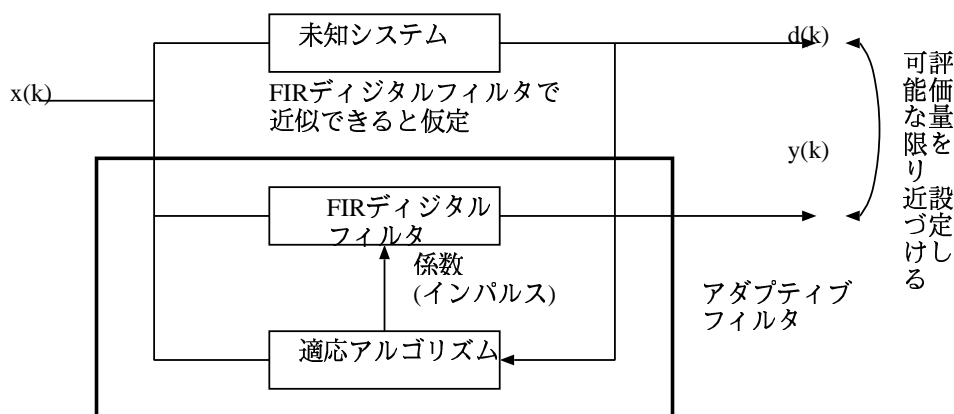 未知システム
d(k)
x(k)
FIRディジタルフィルタで
近似できると仮定
y(k)
評価量を 設定し
可能な限り近づける
FIRディジタル
フィルタ
係数
(インパルス)
アダプティブ
フィルタ
適応アルゴリズム